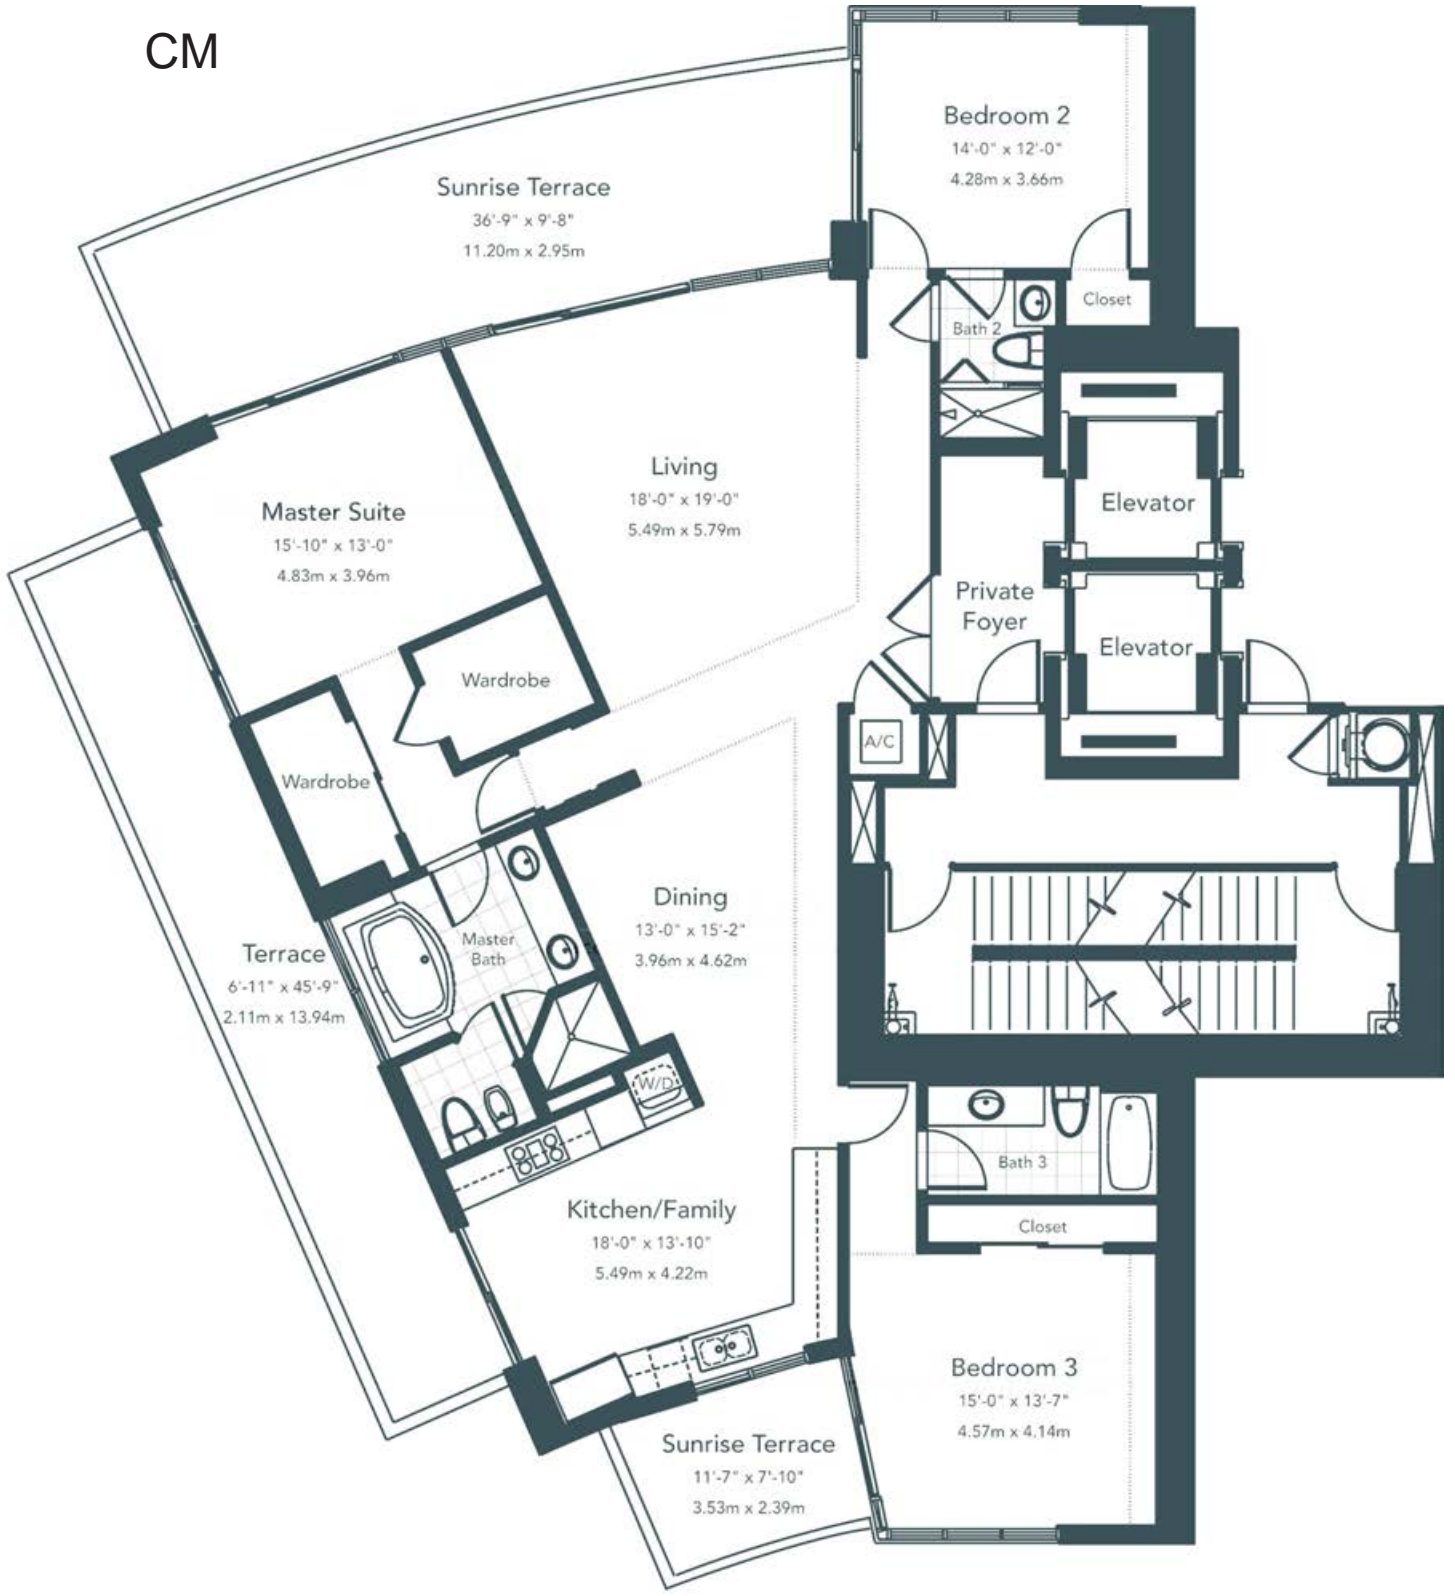 CM
Bedroom 2
14'-0" x 12'-0"
4.28m x 3.66m
Sunrise Terrace
36'-9" x 9'-8"
11.20m x 2.95m
Closet
Bath 2
Living
18'-0" x 19'-0"
5.49m x 5.79m
Master Suite
15'-10" x 13'-0"
4.83m x 3.96m
Elevator
Private
Foyer
Elevator
Wardrobe
Wardrobe
A/C
Dining
13'-0" x 15'-2"
3.96m x 4.62m
Master
Bath
Terrace
6'-11" x 45'-9"
2.11m x 13.94m
W/D
Bath 3
Kitchen/Family
18'-0" x 13'-10"
5.49m x 4.22m
Closet
Bedroom 3
15'-0" x 13'-7"
4.57m x 4.14m
Sunrise Terrace
11'-7" x 7'-10"
3.53m x 2.39m